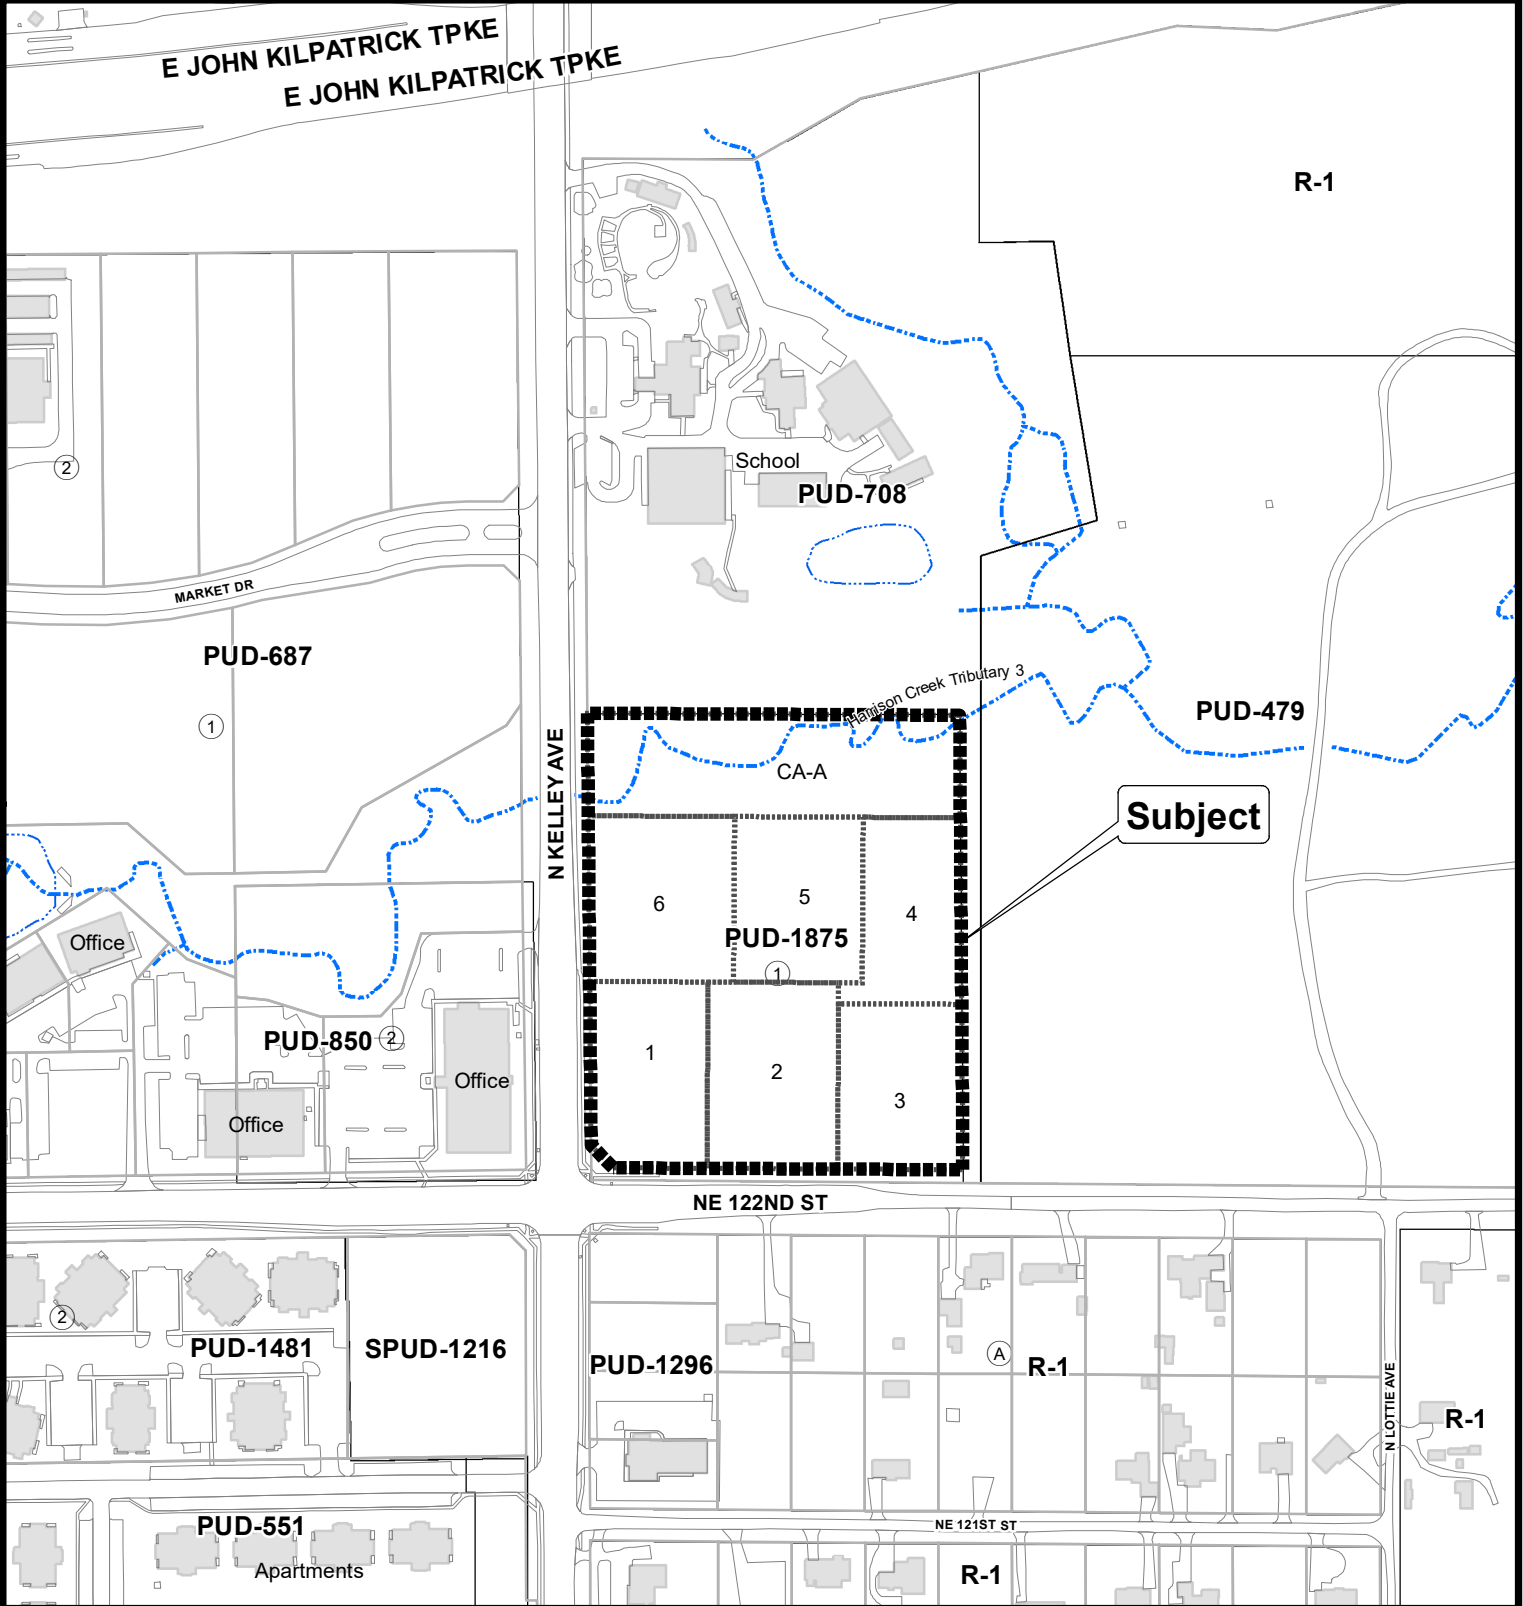 E JOHN KILPATRICK TPKE
E JOHN KILPATRICK TPKE
R-1
2
School
PUD-708
MARKET DR
PUD-687
1
Harrison Creek Tributary 3
PUD-479
N KELLEY AVE
CA-A
Subject
6
5
4
PUD-1875
1
Office
PUD-850
2
Office
Office
1
2
3
NE 122ND ST
2
PUD-1481
SPUD-1216
PUD-1296
A
R-1
N LOTTIE AVE
R-1
PUD-551
Apartments
NE 121ST ST
R-1